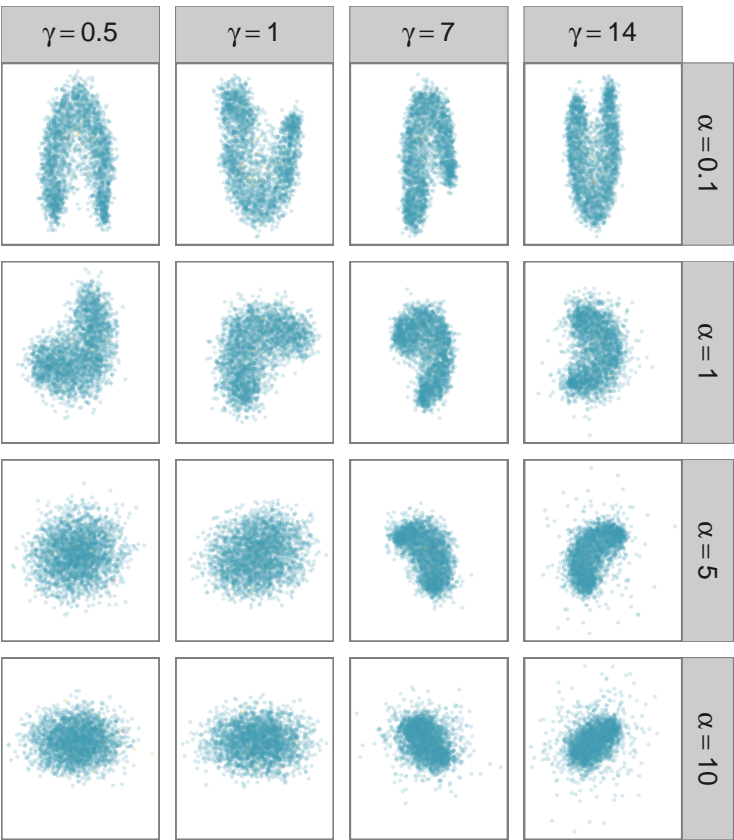 γ = 0.5
γ = 1
γ = 7
γ = 14
α = 0.1
α = 1
α = 5
α = 10